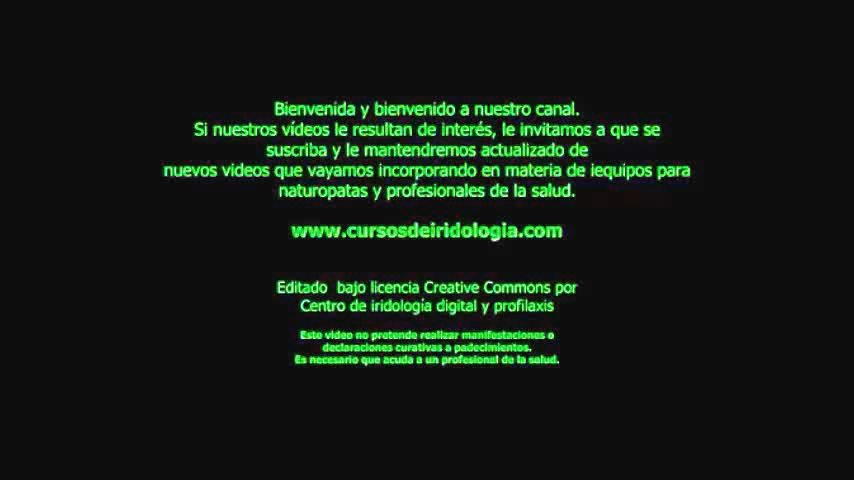 Bienvenida y bienvenido a nuestro canal.
Si nuestros vídeos le resultan de interés, le invitamos a que se
suscriba y le mantendremos actualizado de
nuevos videos que vayamos incorporando en materia de iequipos para
naturopatas y profesionales de la salud.
www.cursosdeiridologia.com
Editado bajo licencia Creative Commons por
Centro de iridología digital y profilaxis
Este video no pretende realizar manifestaciones o
declaraciones curativas a padecimientos.
Es necesario que acuda a un profesional de la salud.